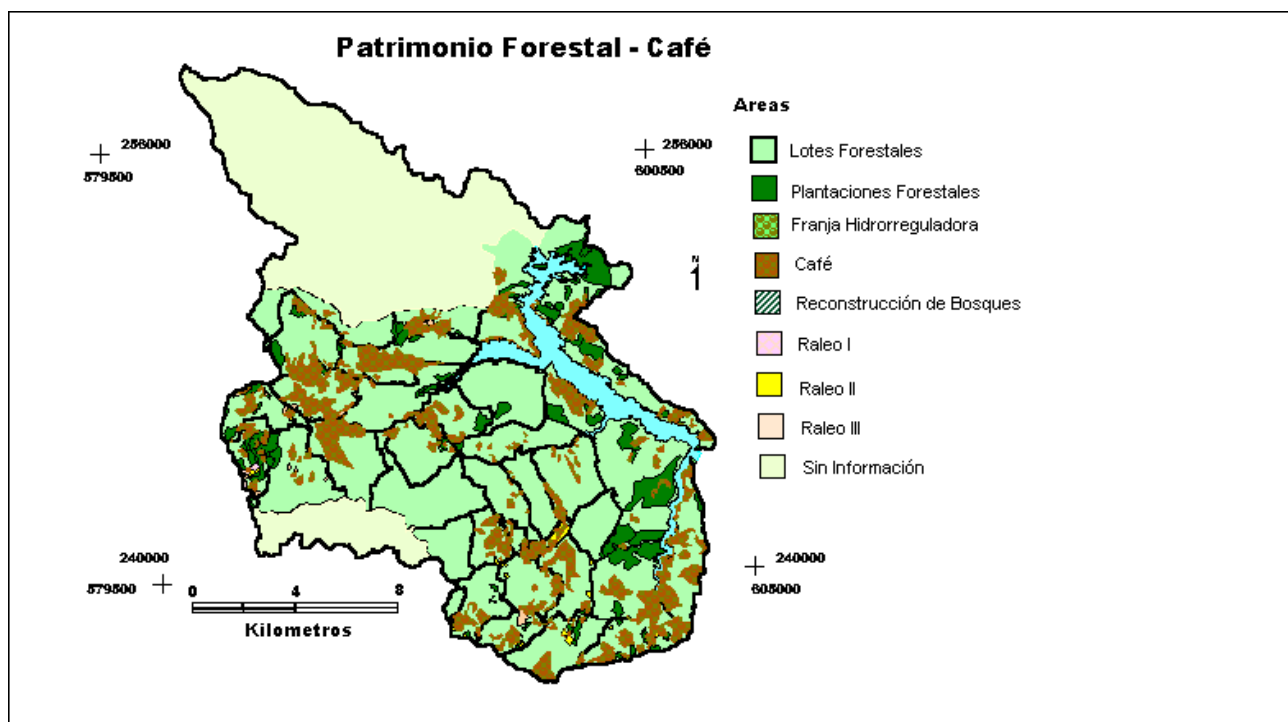 Patrimonio Forestal - Café
Areas
256000
579500
256000
600500
Lotes Forestales
Plantaciones Forestales
Franja Hidrorreguladora
N
Café
Reconstrucción de Bosques
Raleo I
Raleo II
Raleo III
Sin Información
240000
579500
0 4 8
Kilometros
240000
605000